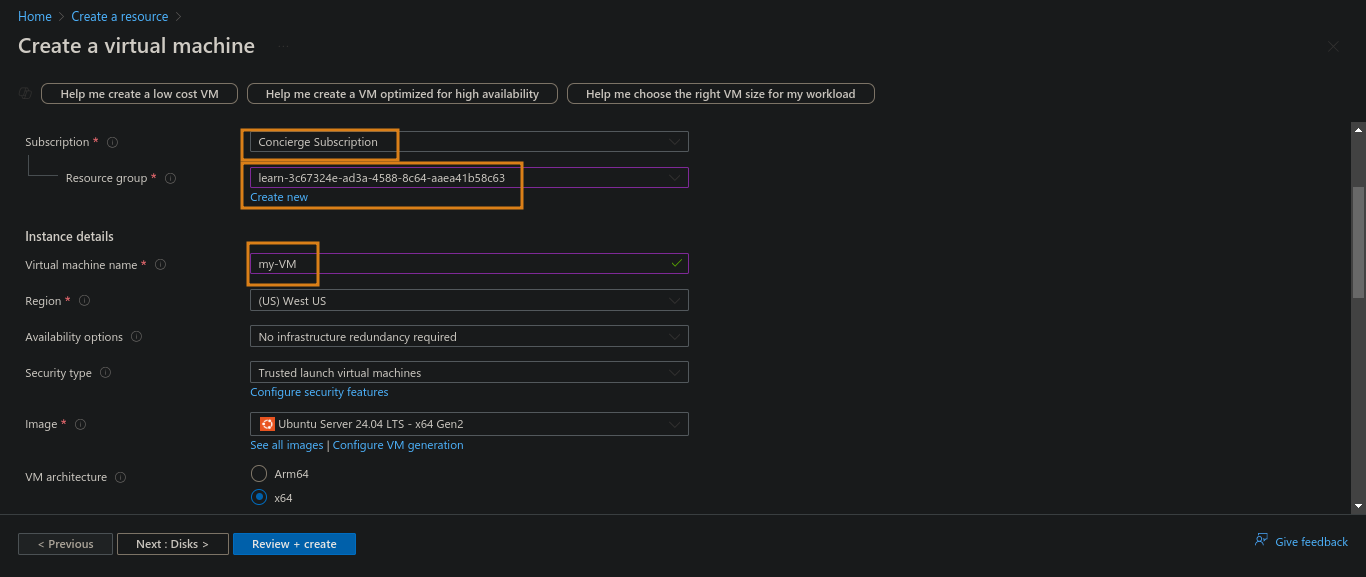 Home > Create a resource >
Create a virtual machine ...
Help me create a low cost VM Help me create a VM optimized for high availability Help me choose the right VM size for my workload
Subscription * Concierge Subscription
Resource group * learn-3c67324e-ad3a-4588-8c64-aaea41b58c63
Create new
Instance details
Virtual machine name * my-VM
Region * (US) West US
Availability options No infrastructure redundancy required
Security type Trusted launch virtual machines
Configure security features
Image * Ubuntu Server 24.04 LTS - x64 Gen2
See all images | Configure VM generation
VM architecture Arm64
x64
< Previous Next : Disks > Review + create Give feedback